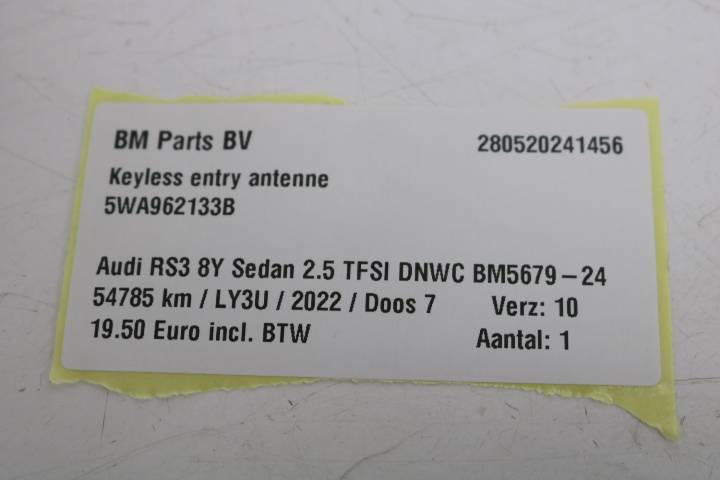 BM Parts BV 280520241456
Keyless entry antenne
5WA962133B
Audi RS3 8Y Sedan 2.5 TFSI DNWC BM5679-24
54785 km / LY3U / 2022 / Doos 7 Verz: 10
19.50 Euro incl. BTW Aantal: 1